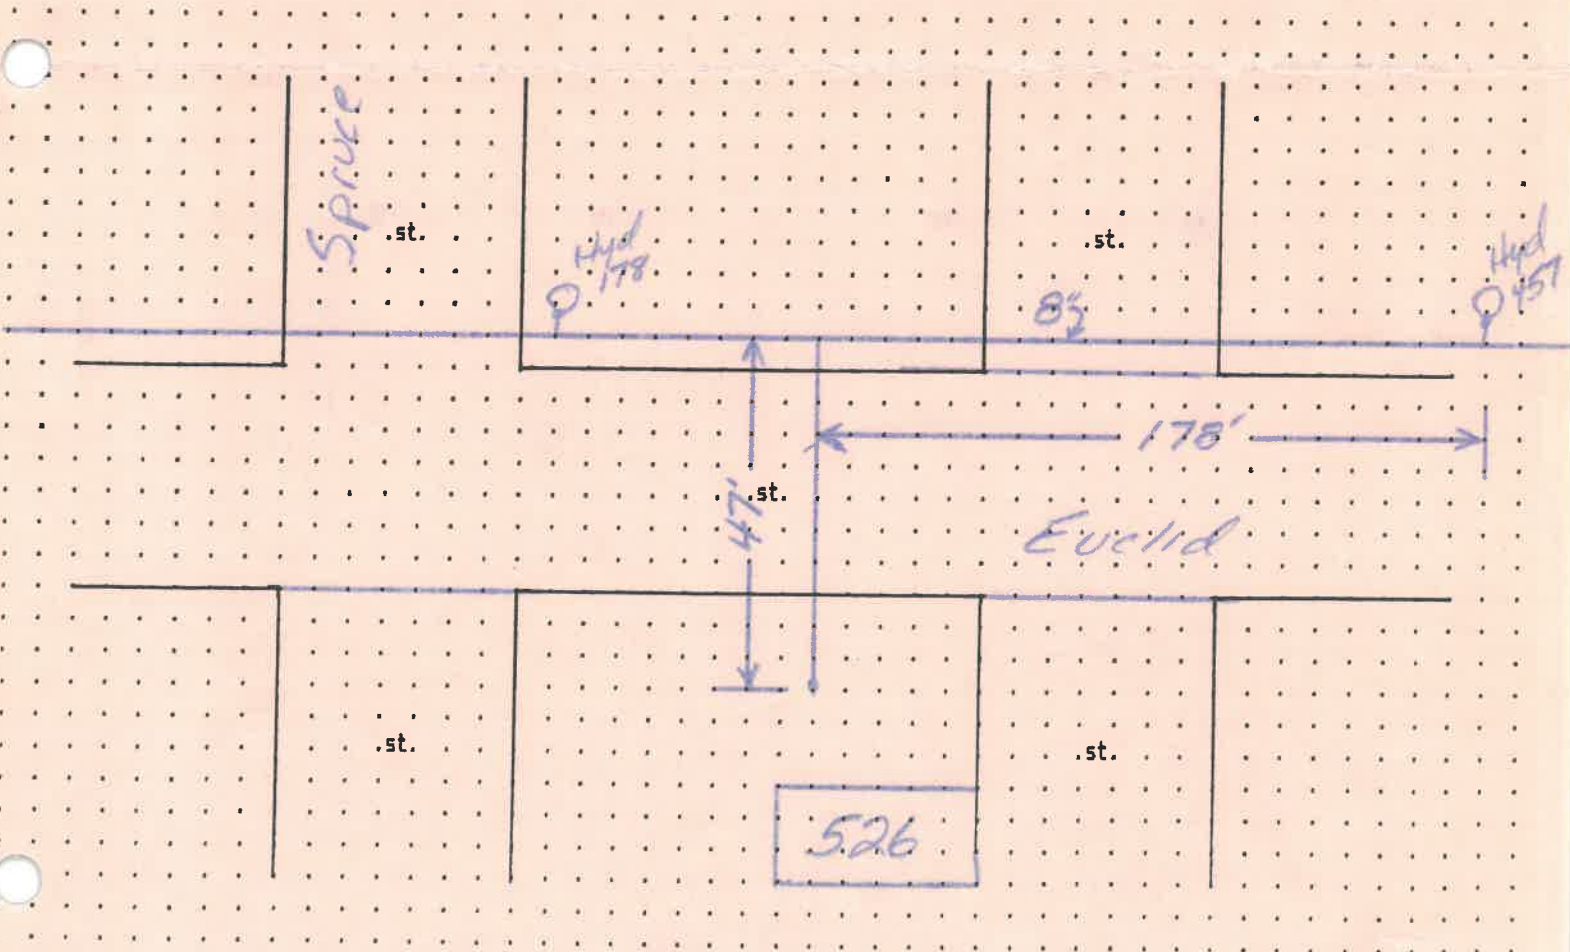 Spruce
st.
Hyd
178
st.
8"
Hyd
457
178'
47'
st.
Euclid
st.
st.
526